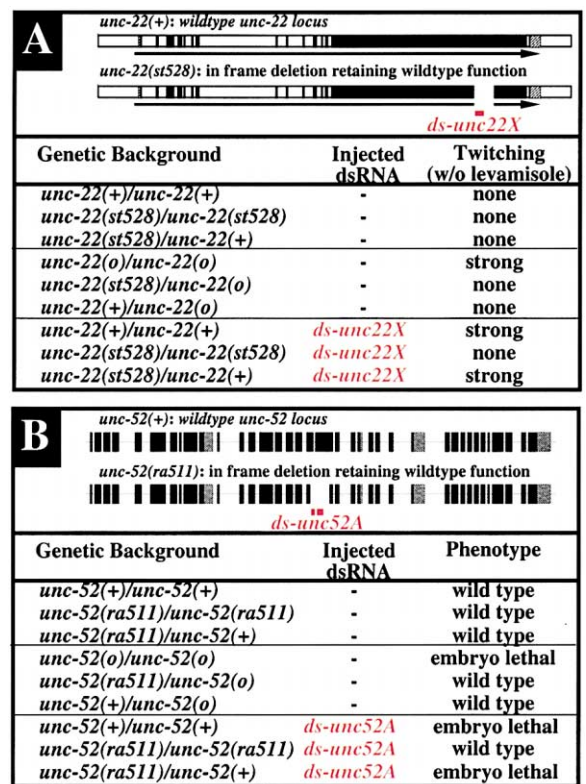 A
unc-22(+): wildtype unc-22 locus
unc-22(st528): in frame deletion retaining wildtype function
ds-unc22X
Genetic Background Injected dsRNA Twitching (w/o levamisole)
unc-22(+)/unc-22(+) - none
unc-22(st528)/unc-22(st528) - none
unc-22(st528)/unc-22(+) - none
unc-22(o)/unc-22(o) - strong
unc-22(st528)/unc-22(o) - none
unc-22(+)/unc-22(o) - none
unc-22(+)/unc-22(+) ds-unc22X strong
unc-22(st528)/unc-22(st528) ds-unc22X none
unc-22(st528)/unc-22(+) ds-unc22X strong
B
unc-52(+): wildtype unc-52 locus
unc-52(ra511): in frame deletion retaining wildtype function
ds-unc52A
Genetic Background Injected dsRNA Phenotype
unc-52(+)/unc-52(+) - wild type
unc-52(ra511)/unc-52(ra511) - wild type
unc-52(ra511)/unc-52(+) - wild type
unc-52(o)/unc-52(o) - embryo lethal
unc-52(ra511)/unc-52(o) - wild type
unc-52(+)/unc-52(o) - wild type
unc-52(+)/unc-52(+) ds-unc52A embryo lethal
unc-52(ra511)/unc-52(ra511) ds-unc52A wild type
unc-52(ra511)/unc-52(+) ds-unc52A embryo lethal